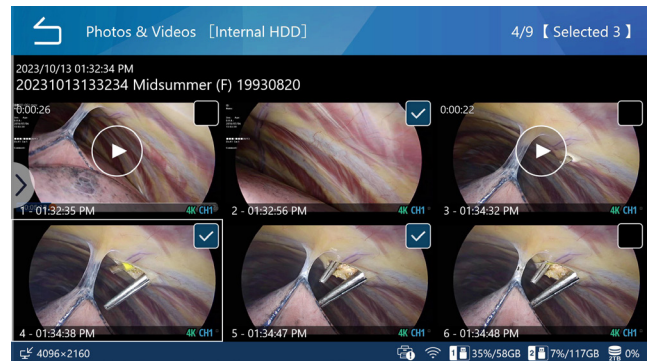 Photos & Videos [Internal HDD]
4/9 【 Selected 3 】
2023/10/13 01:32:34 PM
20231013133234 Midsummer (F) 19930820
0:00:26
0:00:22
1 - 01:32:35 PM 4K CH1
2 - 01:32:56 PM 4K CH1
3 - 01:34:32 PM 4K CH1
4 - 01:34:38 PM 4K CH1
5 - 01:34:47 PM 4K CH1
6 - 01:34:48 PM 4K CH1
4096×2160
1 35%/58GB 2 7%/117GB 2TB 0%